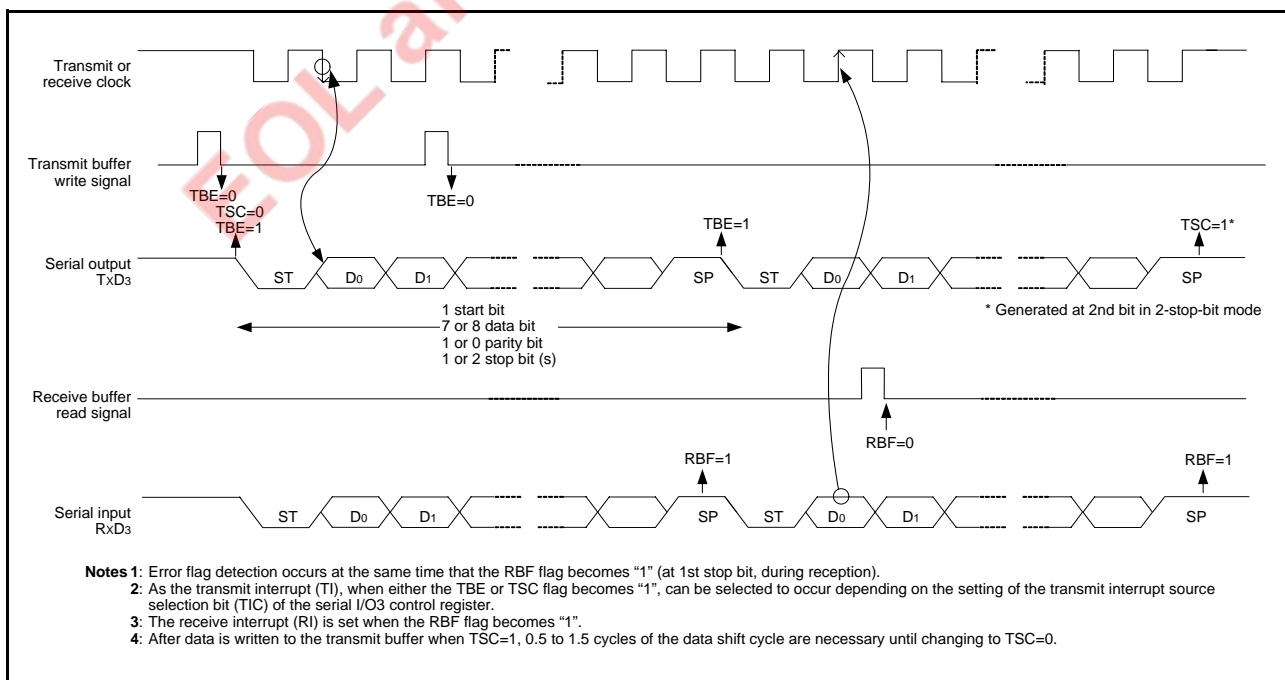 EOL a
Transmit or
receive clock
Transmit buffer
write signal
TBE=0
TSC=0
TBE=1
TBE=0
TBE=1
TSC=1*
Serial output
TXD3
ST D0 D1 SP ST D0 D1 SP
1 start bit
7 or 8 data bit
1 or 0 parity bit
1 or 2 stop bit (s)
* Generated at 2nd bit in 2-stop-bit mode
Receive buffer
read signal
RBF=0
RBF=1
RBF=1
Serial input
RXD3
ST D0 D1 SP ST D0 D1 SP
Notes 1: Error flag detection occurs at the same time that the RBF flag becomes “1” (at 1st stop bit, during reception).
2: As the transmit interrupt (TI), when either the TBE or TSC flag becomes “1”, can be selected to occur depending on the setting of the transmit interrupt source
selection bit (TIC) of the serial I/O3 control register.
3: The receive interrupt (RI) is set when the RBF flag becomes “1”.
4: After data is written to the transmit buffer when TSC=1, 0.5 to 1.5 cycles of the data shift cycle are necessary until changing to TSC=0.